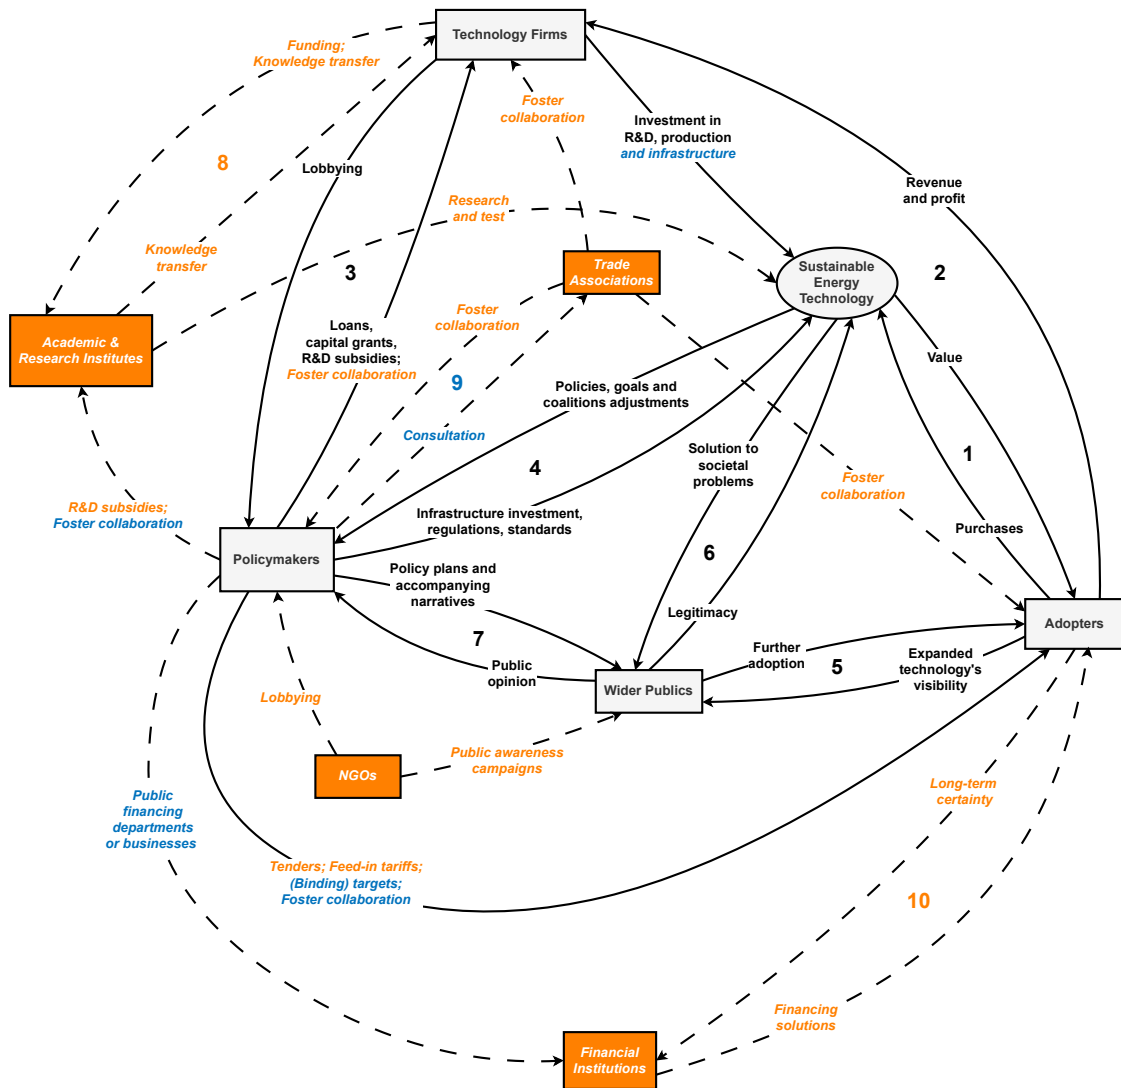 Technology Firms
Funding;
Knowledge transfer
Foster
collaboration
Investment in
R&D, production
and infrastructure
8
Lobbying
Revenue
and profit
Research
and test
Knowledge
transfer
3
Trade
Associations
Sustainable
Energy
Technology
2
Academic &
Research Institutes
Loans,
capital grants,
R&D subsidies;
Foster collaboration
Foster
collaboration
9
Value
Policies, goals and
coalitions adjustments
Consultation
1
Solution to
societal
problems
4
Foster
collaboration
R&D subsidies;
Foster collaboration
Infrastructure investment,
regulations, standards
Purchases
Policymakers
6
Policy plans and
accompanying
narratives
Legitimacy
Adopters
7
Public
opinion
Further
adoption
5
Expanded
technology's
visibility
Wider Publics
Lobbying
NGOs
Public awareness
campaigns
Long-term
certainty
Public
financing
departments
or businesses
Tenders; Feed-in tariffs;
(Binding) targets;
Foster collaboration
10
Financing
solutions
Financial
Institutions